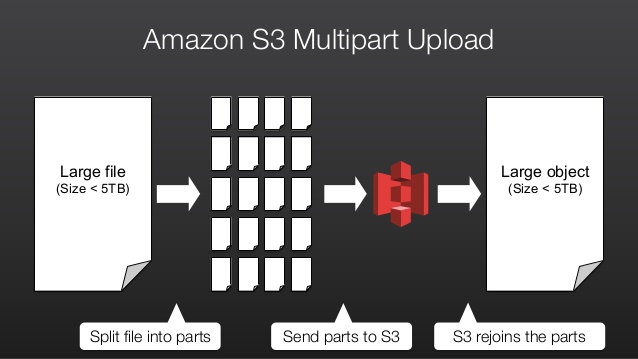 Amazon S3 Multipart Upload
Large file
(Size < 5TB)
Large object
(Size < 5TB)
Split file into parts
Send parts to S3
S3 rejoins the parts